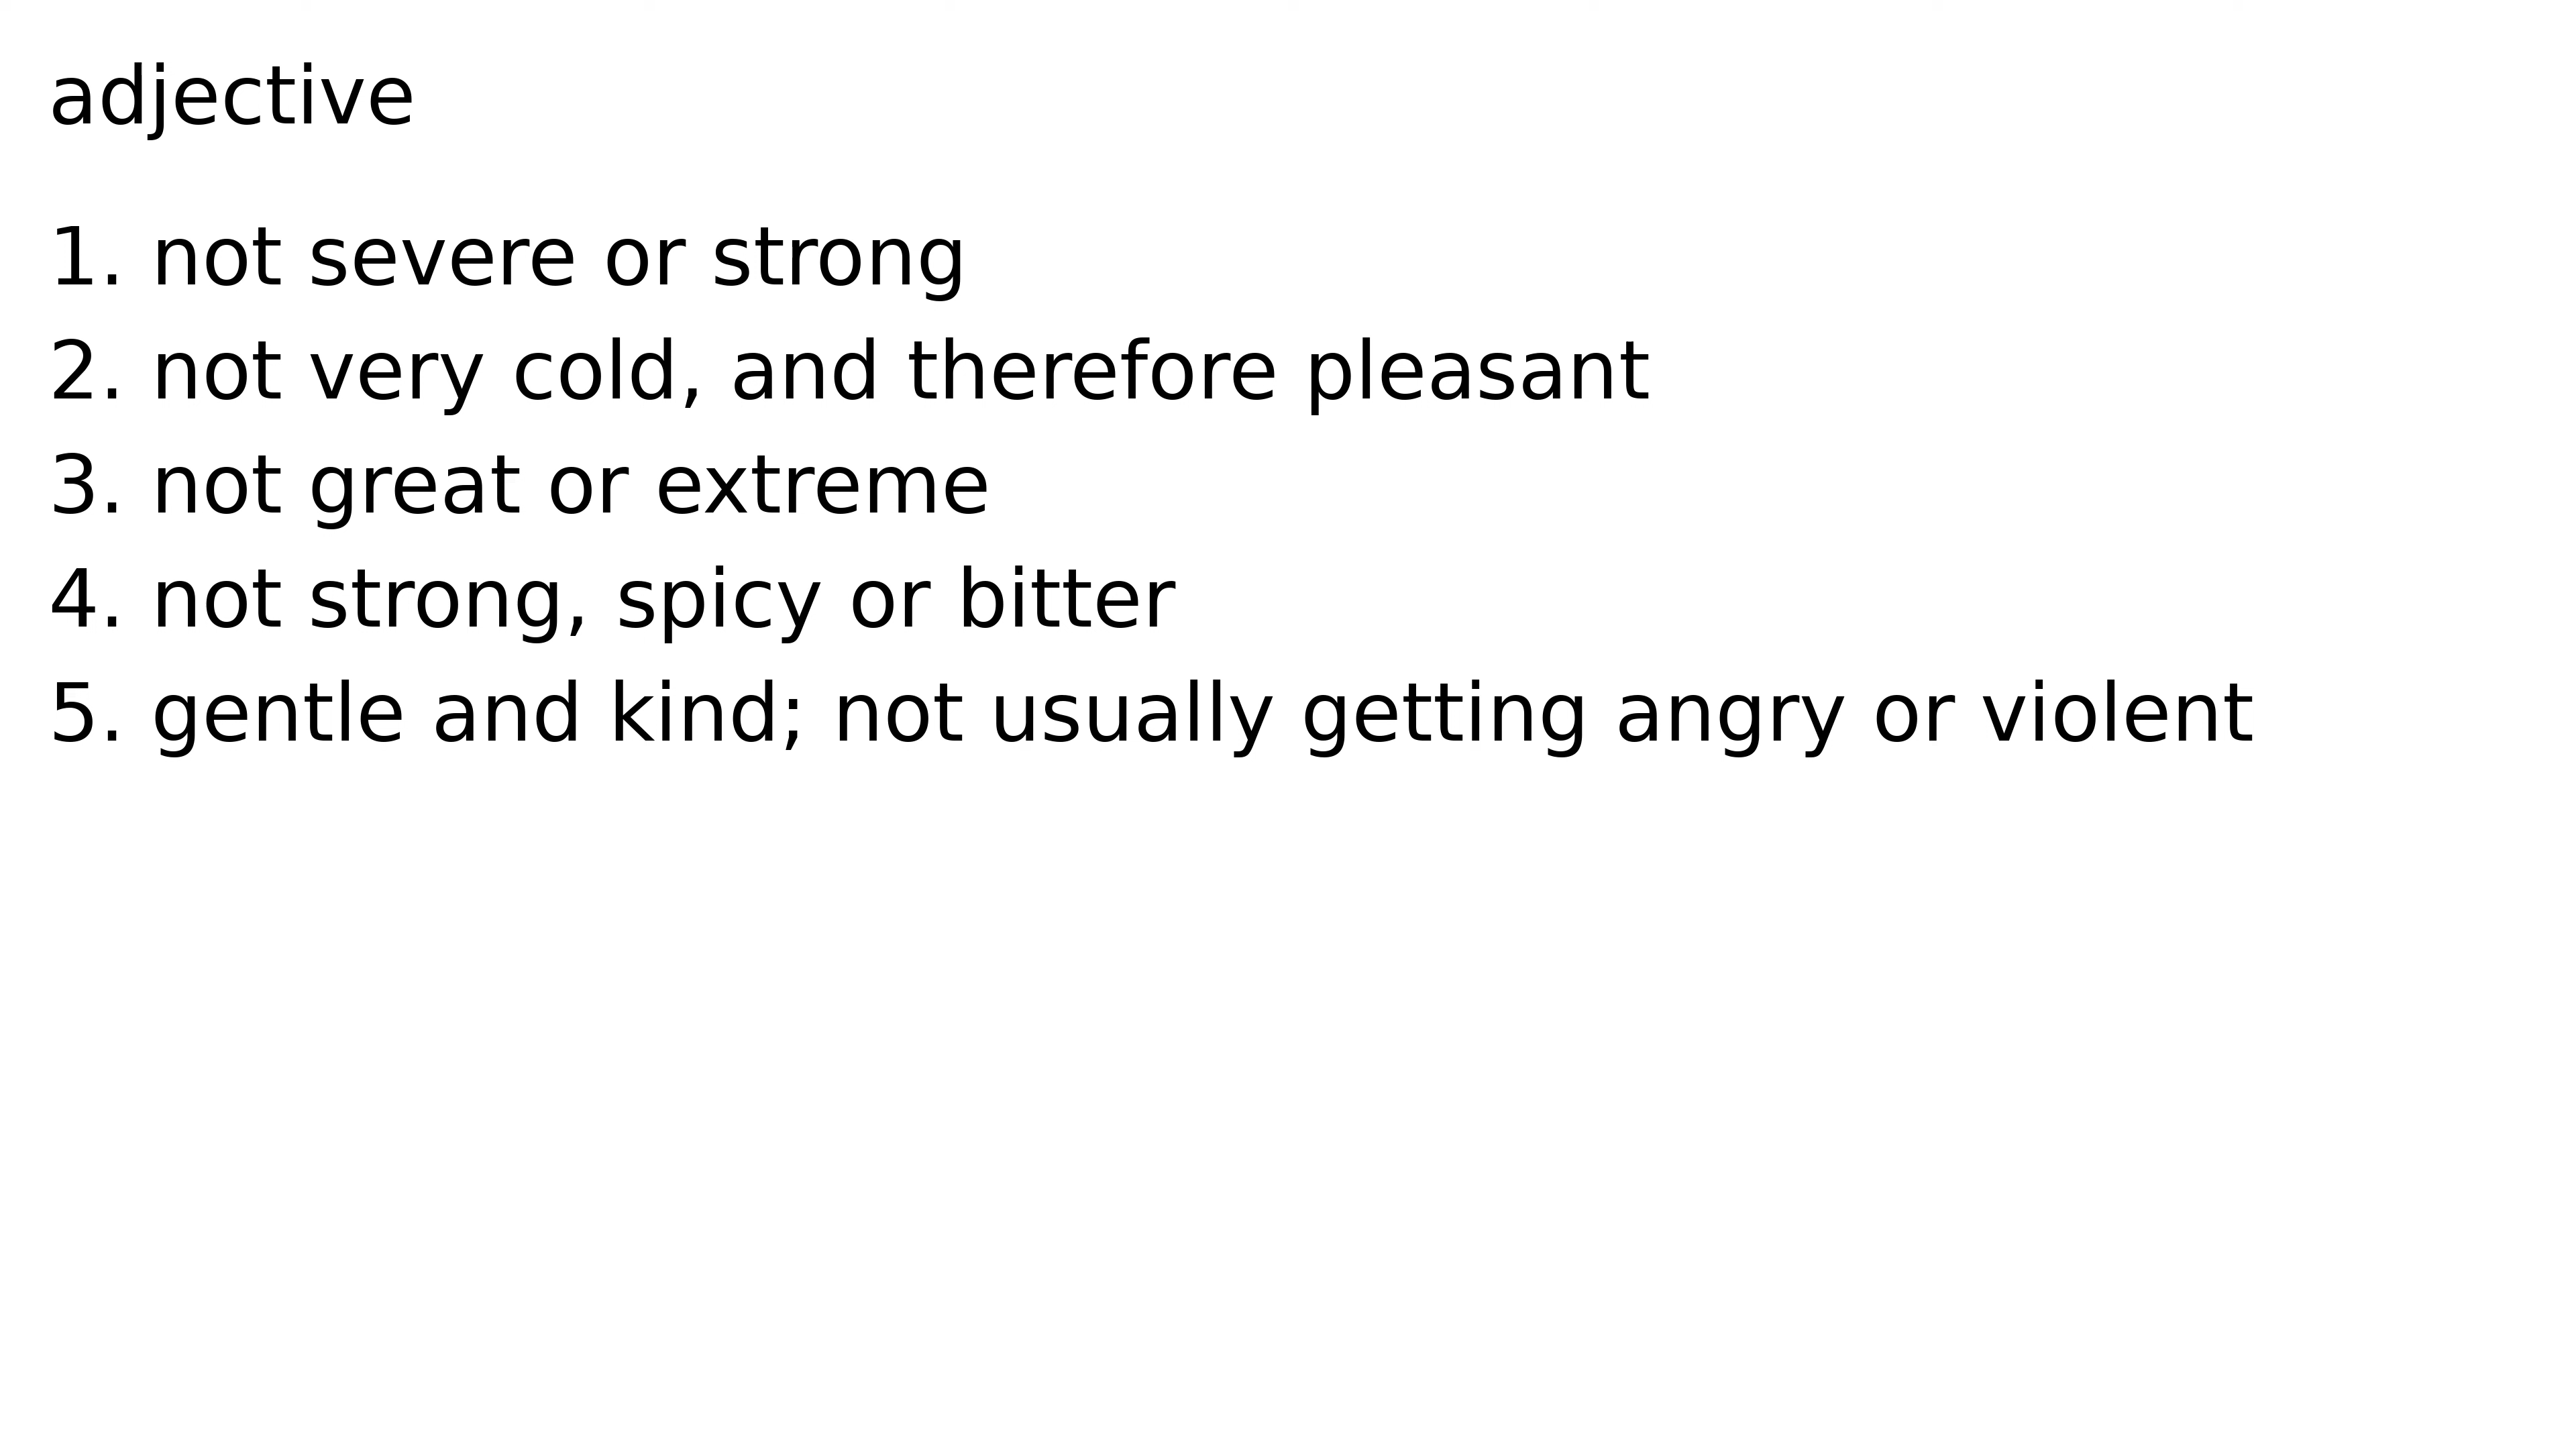 adjective
1. not severe or strong
2. not very cold, and therefore pleasant
3. not great or extreme
4. not strong, spicy or bitter
5. gentle and kind; not usually getting angry or violent